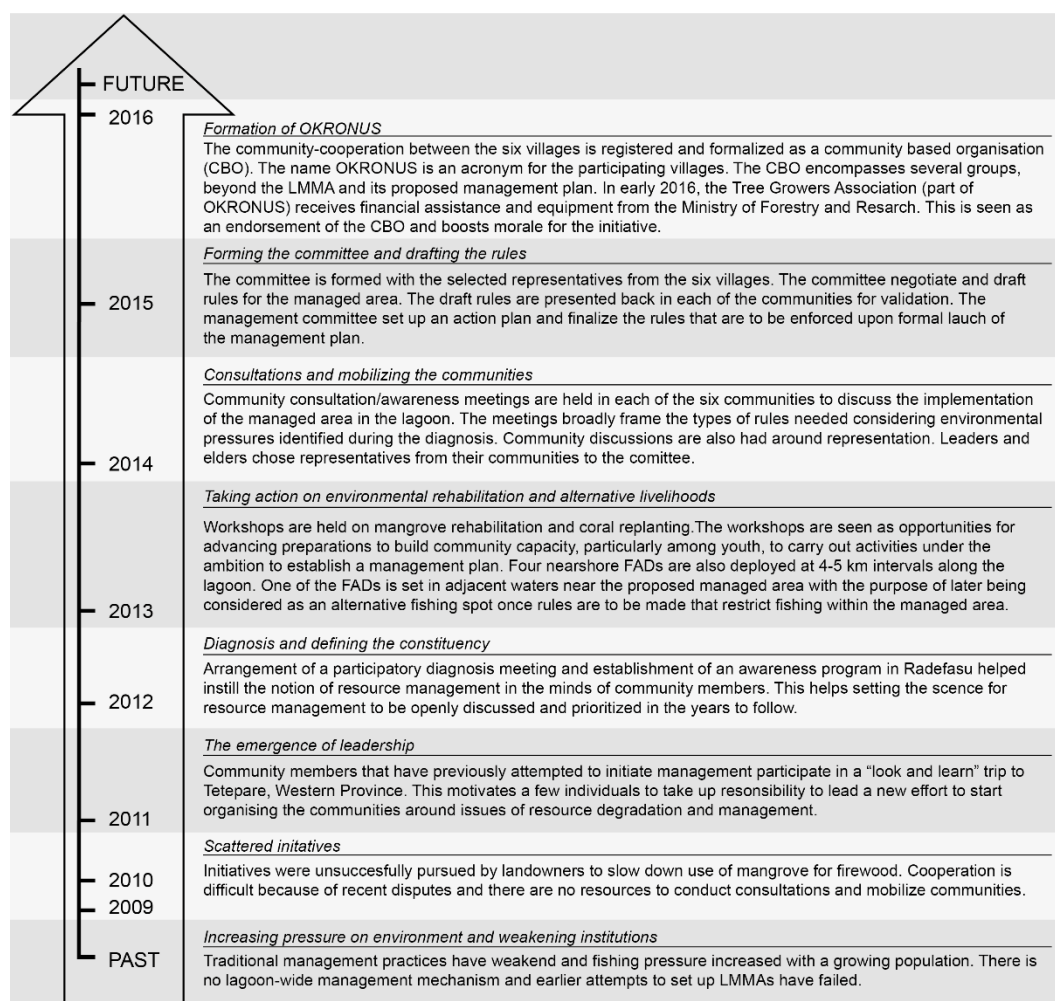 FUTURE
2016
Formation of OKRONUS
The community-cooperation between the six villages is registered and formalized as a community based organisation
(CBO). The name OKRONUS is an acronym for the participating villages. The CBO encompasses several groups,
beyond the LMMA and its proposed management plan. In early 2016, the Tree Growers Association (part of
OKRONUS) receives financial assistance and equipment from the Ministry of Forestry and Resarch. This is seen as
an endorsement of the CBO and boosts morale for the initiative.
Forming the committee and drafting the rules
The committee is formed with the selected representatives from the six villages. The committee negotiate and draft
rules for the managed area. The draft rules are presented back in each of the communities for validation. The
management committee set up an action plan and finalize the rules that are to be enforced upon formal lauch of
the management plan.
2015
Consultations and mobilizing the communities
Community consultation/awareness meetings are held in each of the six communities to discuss the implementation
of the managed area in the lagoon. The meetings broadly frame the types of rules needed considering environmental
pressures identified during the diagnosis. Community discussions are also had around representation. Leaders and
elders chose representatives from their communities to the comittee.
2014
Taking action on environmental rehabilitation and alternative livelihoods
Workshops are held on mangrove rehabilitation and coral replanting.The workshops are seen as opportunities for
advancing preparations to build community capacity, particularly among youth, to carry out activities under the
ambition to establish a management plan. Four nearshore FADs are also deployed at 4-5 km intervals along the
lagoon. One of the FADs is set in adjacent waters near the proposed managed area with the purpose of later being
considered as an alternative fishing spot once rules are to be made that restrict fishing within the managed area.
2013
Diagnosis and defining the constituency
Arrangement of a participatory diagnosis meeting and establishment of an awareness program in Radefasu helped
instill the notion of resource management in the minds of community members. This helps setting the scence for
resource management to be openly discussed and prioritized in the years to follow.
2012
The emergence of leadership
Community members that have previously attempted to initiate management participate in a “look and learn” trip to
Tetepare, Western Province. This motivates a few individuals to take up reponsibility to lead a new effort to start
organising the communities around issues of resource degradation and management.
2011
Scattered initatives
Initiatives were unsuccesfully pursued by landowners to slow down use of mangrove for firewood. Cooperation is
difficult because of recent disputes and there are no resources to conduct consultations and mobilize communities.
2010
2009
Increasing pressure on environment and weakening institutions
Traditional management practices have weakend and fishing pressure increased with a growing population. There is
no lagoon-wide management mechanism and earlier attempts to set up LMMAs have failed.
PAST